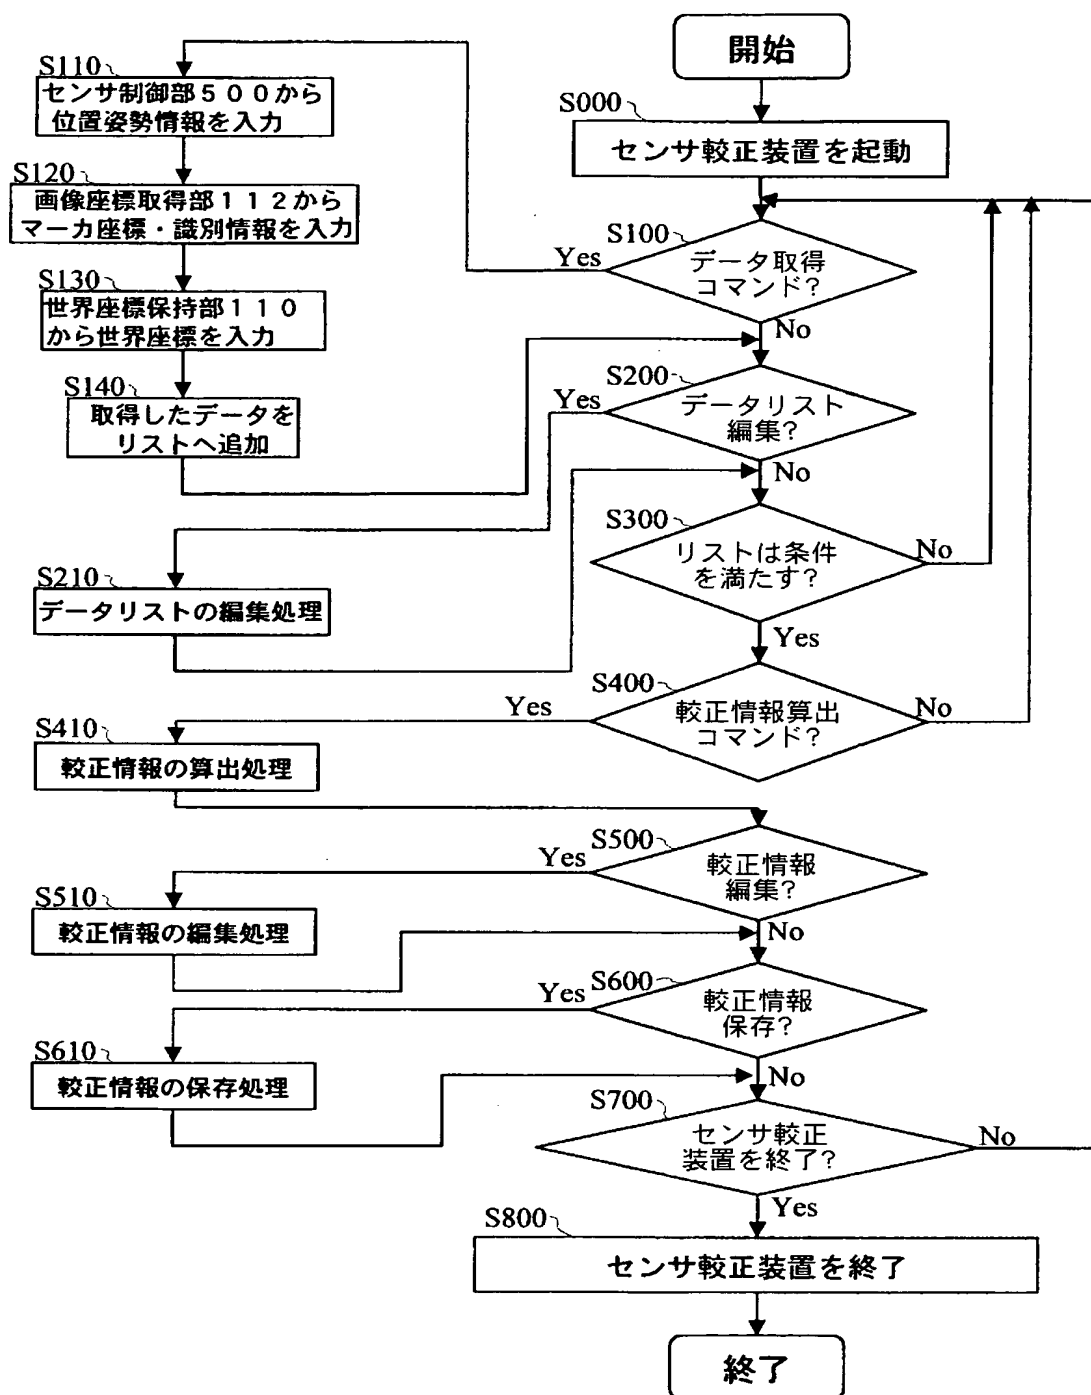 開始
S000
センサ較正装置を起動
S100
データ取得
コマンド?
Yes
No
S110
センサ制御部500から
位置姿勢情報を入力
S120
画像座標取得部112から
マーカ座標・識別情報を入力
S130
世界座標保持部110
から世界座標を入力
S140
取得したデータを
リストへ追加
S200
データリスト
編集?
Yes
No
S210
データリストの編集処理
S300
リストは条件
を満たす?
No
Yes
S400
較正情報算出
コマンド?
Yes
No
S410
較正情報の算出処理
S500
較正情報
編集?
Yes
No
S510
較正情報の編集処理
S600
較正情報
保存?
Yes
No
S610
較正情報の保存処理
S700
センサ較正
装置を終了?
No
Yes
S800
センサ較正装置を終了
終了